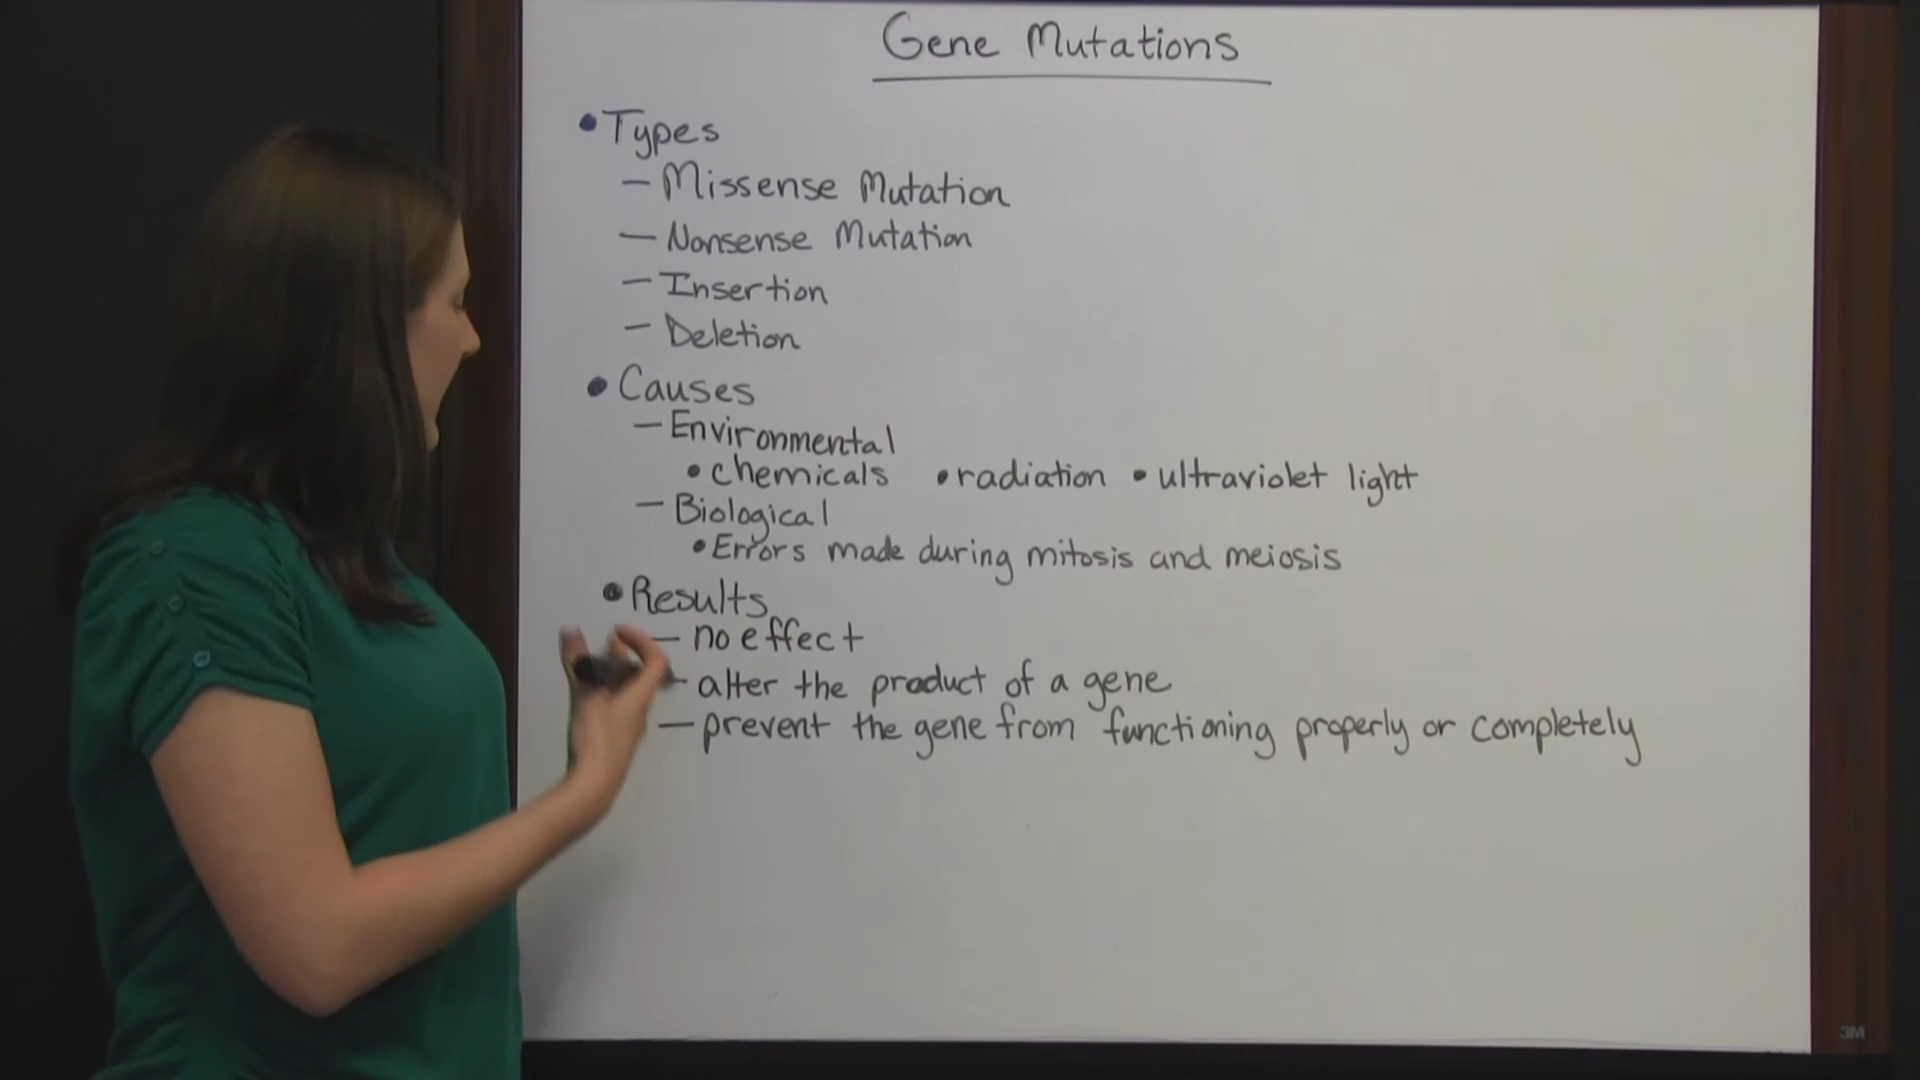 Gene Mutations
• Types
— Missense Mutation
— Nonsense Mutation
— Insertion
— Deletion
• Causes
— Environmental
• chemicals • radiation • ultraviolet light
— Biological
• Errors made during mitosis and meiosis
• Results
— no effect
- alter the product of a gene
— prevent the gene from functioning properly or completely
3M